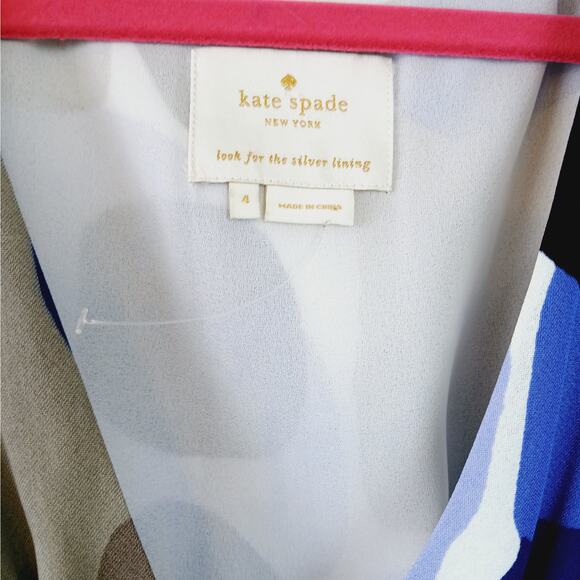 kate spade
NEW YORK
look for the silver lining
4
MADE IN CHINA